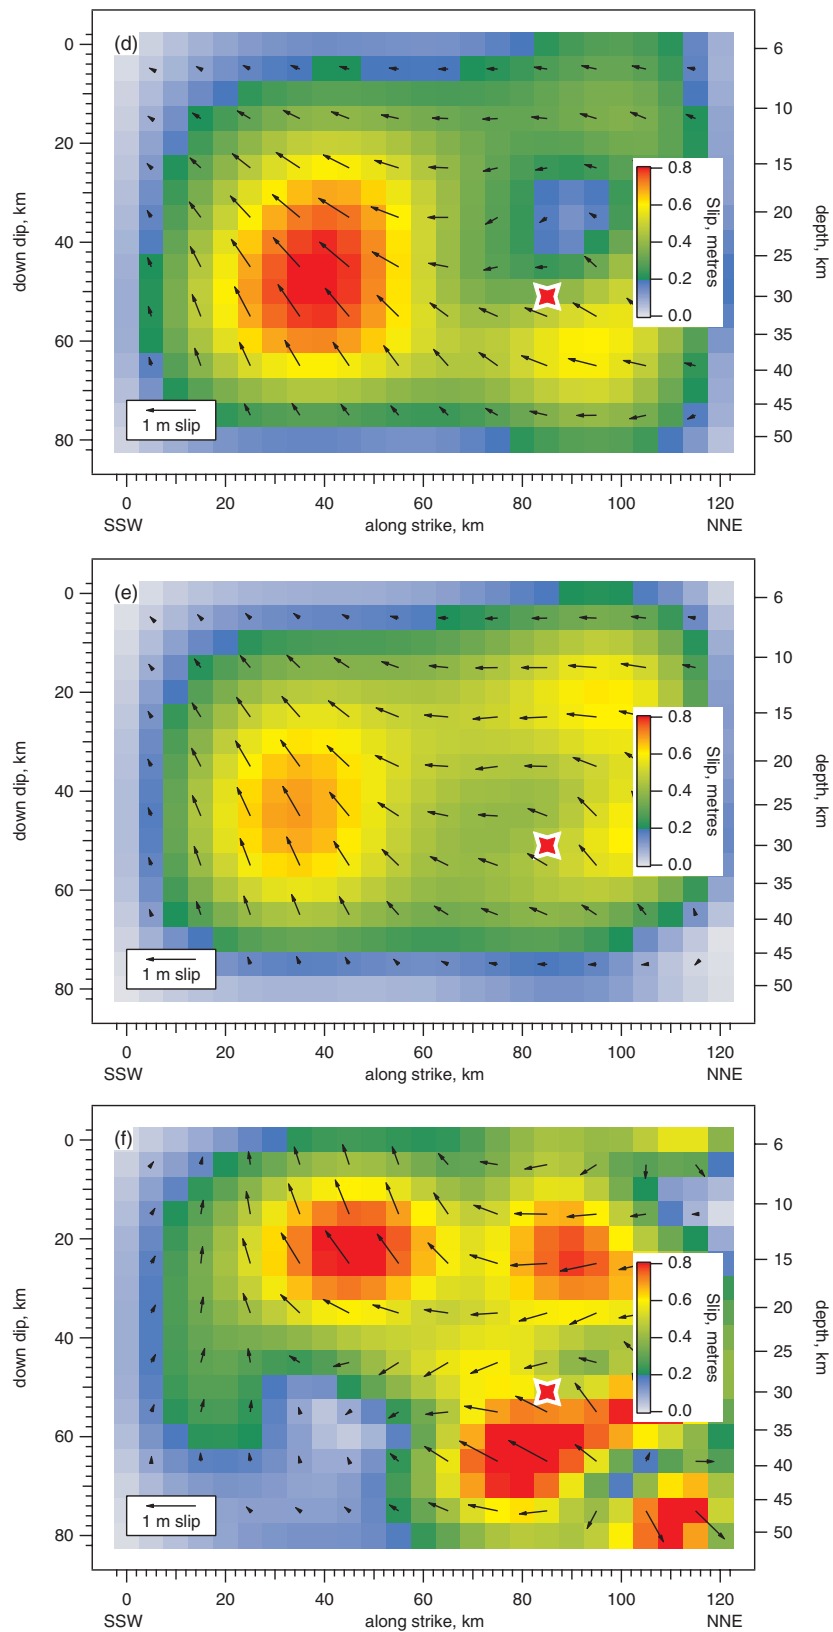 (d)
0
20
40
60
80
down dip, km
6
10
15
20
25
30
35
40
45
50
depth, km
0.8
0.6
0.4
0.2
0.0
Slip, metres
1 m slip
0 20 40 60 80 100 120
SSW along strike, km NNE
(e)
0
20
40
60
80
down dip, km
6
10
15
20
25
30
35
40
45
50
depth, km
0.8
0.6
0.4
0.2
0.0
Slip, metres
1 m slip
0 20 40 60 80 100 120
SSW along strike, km NNE
(f)
0
20
40
60
80
down dip, km
6
10
15
20
25
30
35
40
45
50
depth, km
0.8
0.6
0.4
0.2
0.0
Slip, metres
1 m slip
0 20 40 60 80 100 120
SSW along strike, km NNE